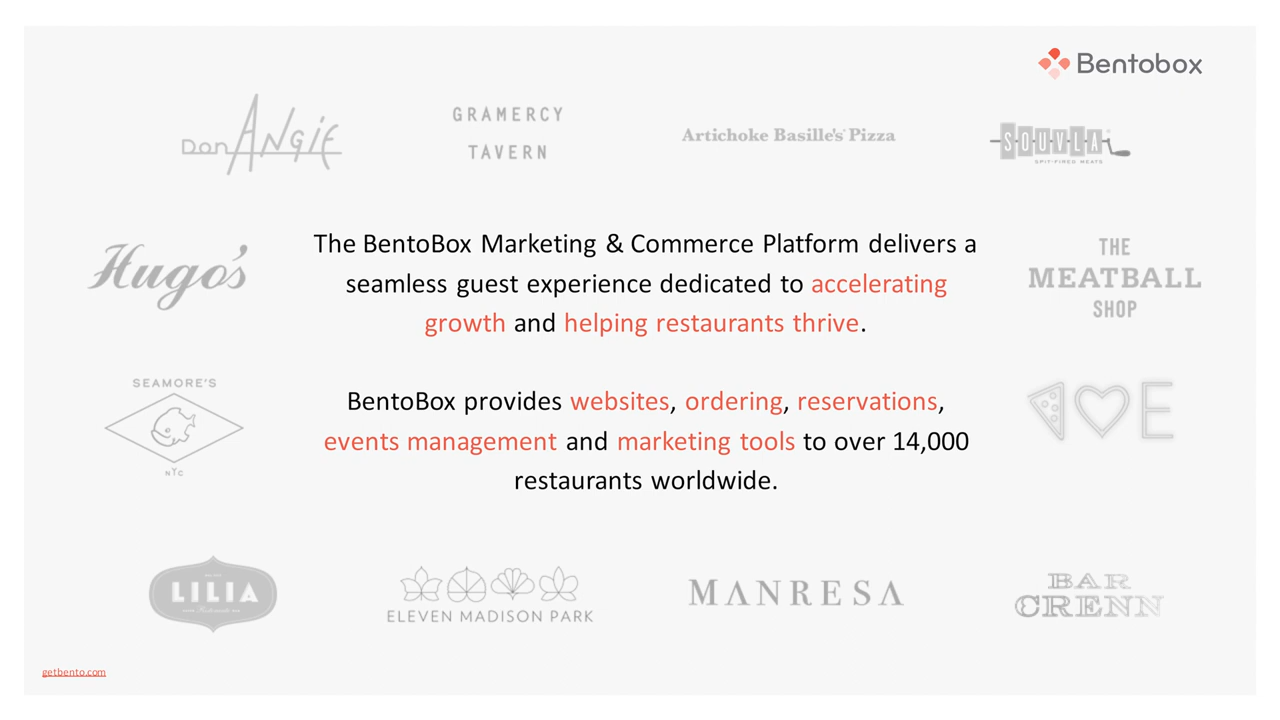 Bentobox
Don ANGIE
GRAMERCY
TAVERN
Artichoke Basille's Pizza
SOUVLA
SPIT-FIRED MEATS
Hugo's
The BentoBox Marketing & Commerce Platform delivers a
seamless guest experience dedicated to accelerating
growth and helping restaurants thrive.
THE
MEATBALL
SHOP
SEAMORE'S
NYC
BentoBox provides websites, ordering, reservations,
events management and marketing tools to over 14,000
restaurants worldwide.
E
LILIA
ELEVEN MADISON PARK
MANRESA
BAR
CRENN
getbento.com